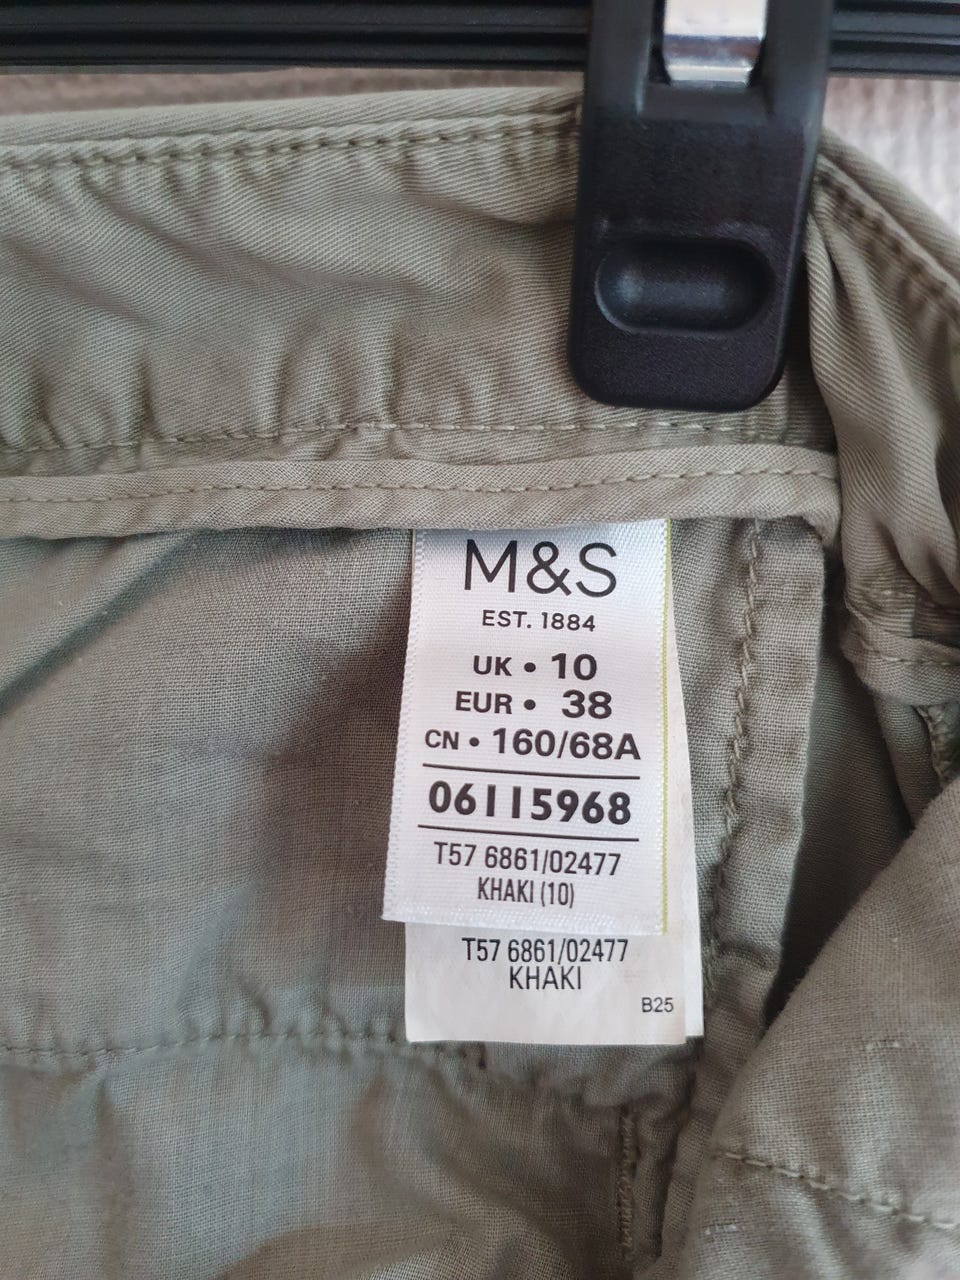 M&S
EST. 1884
UK • 10
EUR • 38
CN • 160/68A
06115968
T57 6861/02477
KHAKI (10)
T57 6861/02477
KHAKI
B25